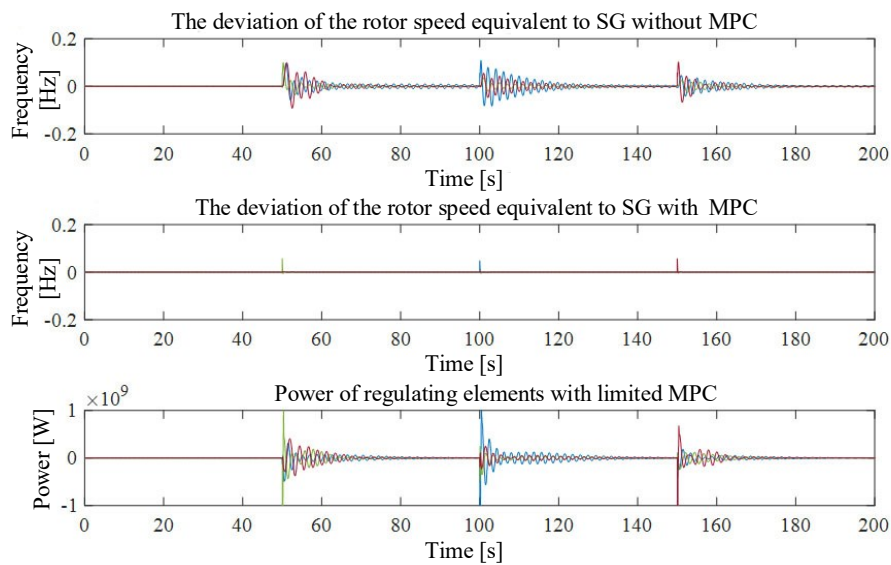 The deviation of the rotor speed equivalent to SG without MPC
0.2
0
-0.2
Frequency
[Hz]
0 20 40 60 80 100 120 140 160 180 200
Time [s]
The deviation of the rotor speed equivalent to SG with MPC
0.2
0
-0.2
Frequency
[Hz]
0 20 40 60 80 100 120 140 160 180 200
Time [s]
Power of regulating elements with limited MPC
×10⁹
1
0
-1
Power [W]
0 20 40 60 80 100 120 140 160 180 200
Time [s]